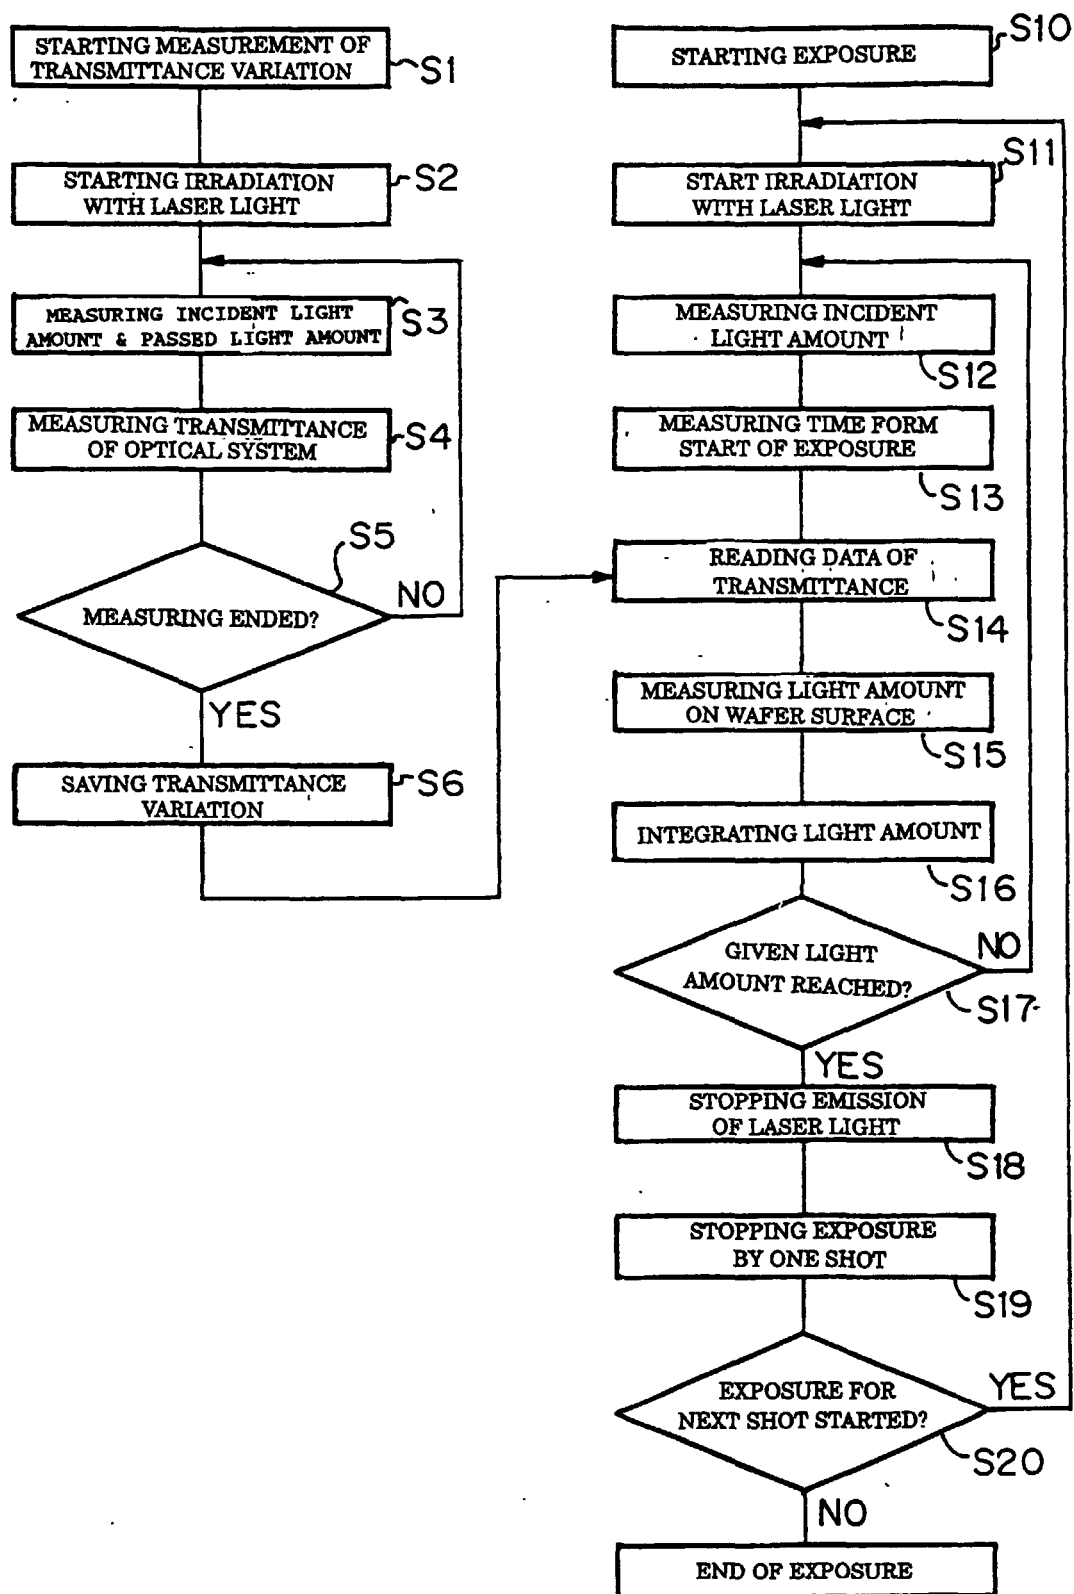 STARTING MEASUREMENT OF
TRANSMITTANCE VARIATION
S1
STARTING IRRADIATION
WITH LASER LIGHT
S2
MEASURING INCIDENT LIGHT
AMOUNT & PASSED LIGHT AMOUNT
S3
MEASURING TRANSMITTANCE
OF OPTICAL SYSTEM
S4
S5
MEASURING ENDED?
NO
YES
SAVING TRANSMITTANCE
VARIATION
S6
STARTING EXPOSURE
S10
START IRRADIATION
WITH LASER LIGHT
S11
MEASURING INCIDENT
LIGHT AMOUNT
S12
MEASURING TIME FORM
START OF EXPOSURE
S13
READING DATA OF
TRANSMITTANCE
S14
MEASURING LIGHT AMOUNT
ON WAFER SURFACE
S15
INTEGRATING LIGHT AMOUNT
S16
GIVEN LIGHT
AMOUNT REACHED?
NO
S17
YES
STOPPING EMISSION
OF LASER LIGHT
S18
STOPPING EXPOSURE
BY ONE SHOT
S19
EXPOSURE FOR
NEXT SHOT STARTED?
YES
S20
NO
END OF EXPOSURE